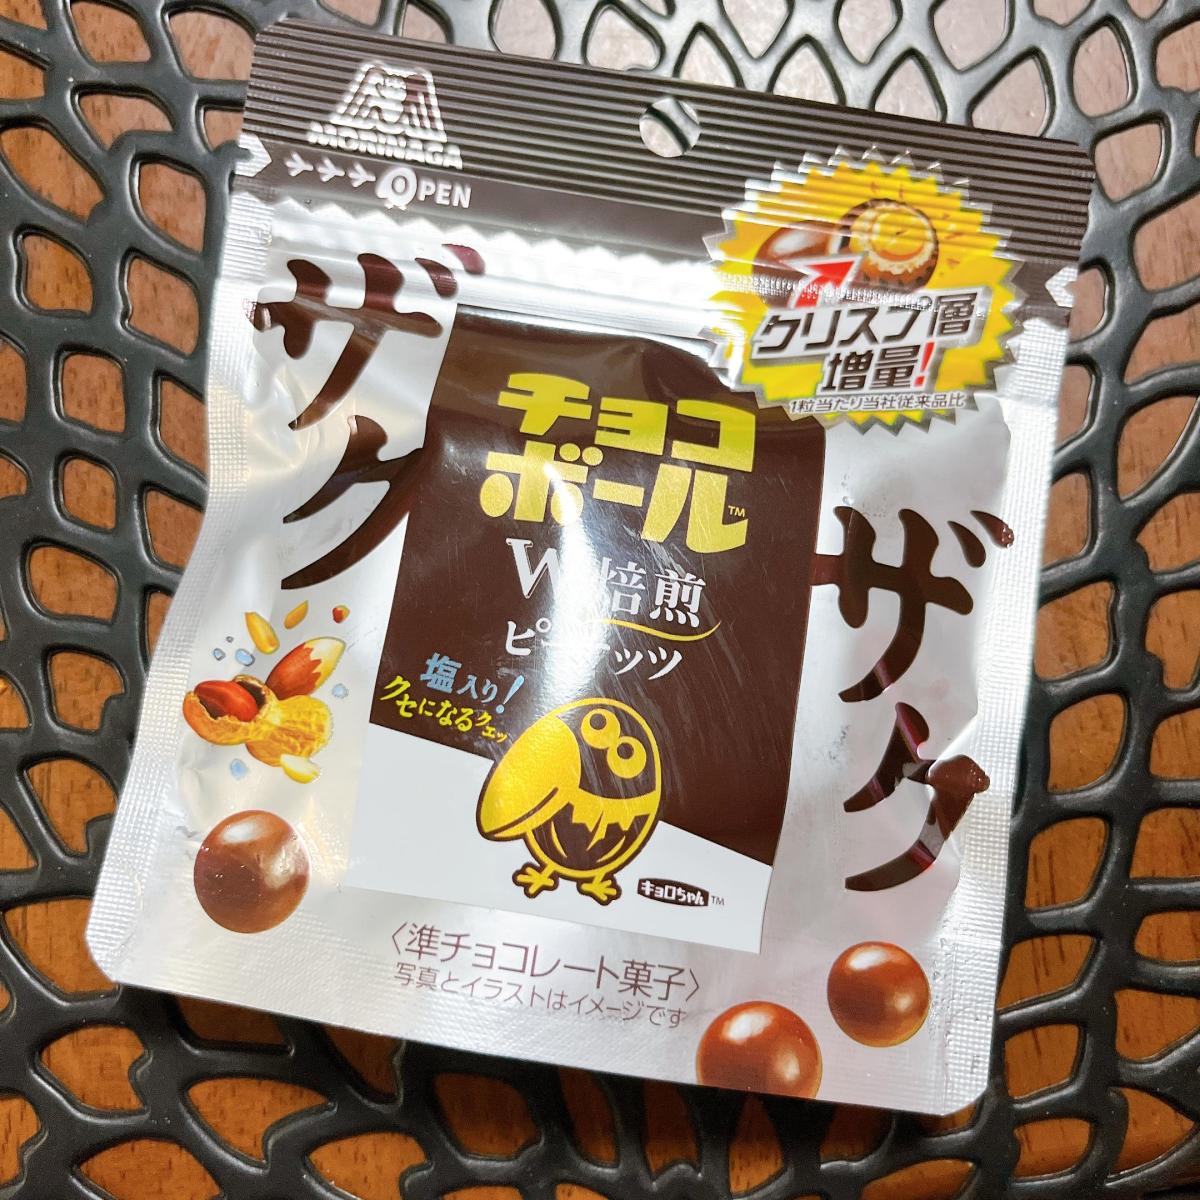 MORINAGA
OPEN
クリスプ層
増量!
1粒当たり当社従来品比
ザク
ザク
チョコ
ボール™
W焙煎
ピーナッツ
塩入り!
クセになるクエッ
キョロちゃん™
〈準チョコレート菓子〉
写真とイラストはイメージです